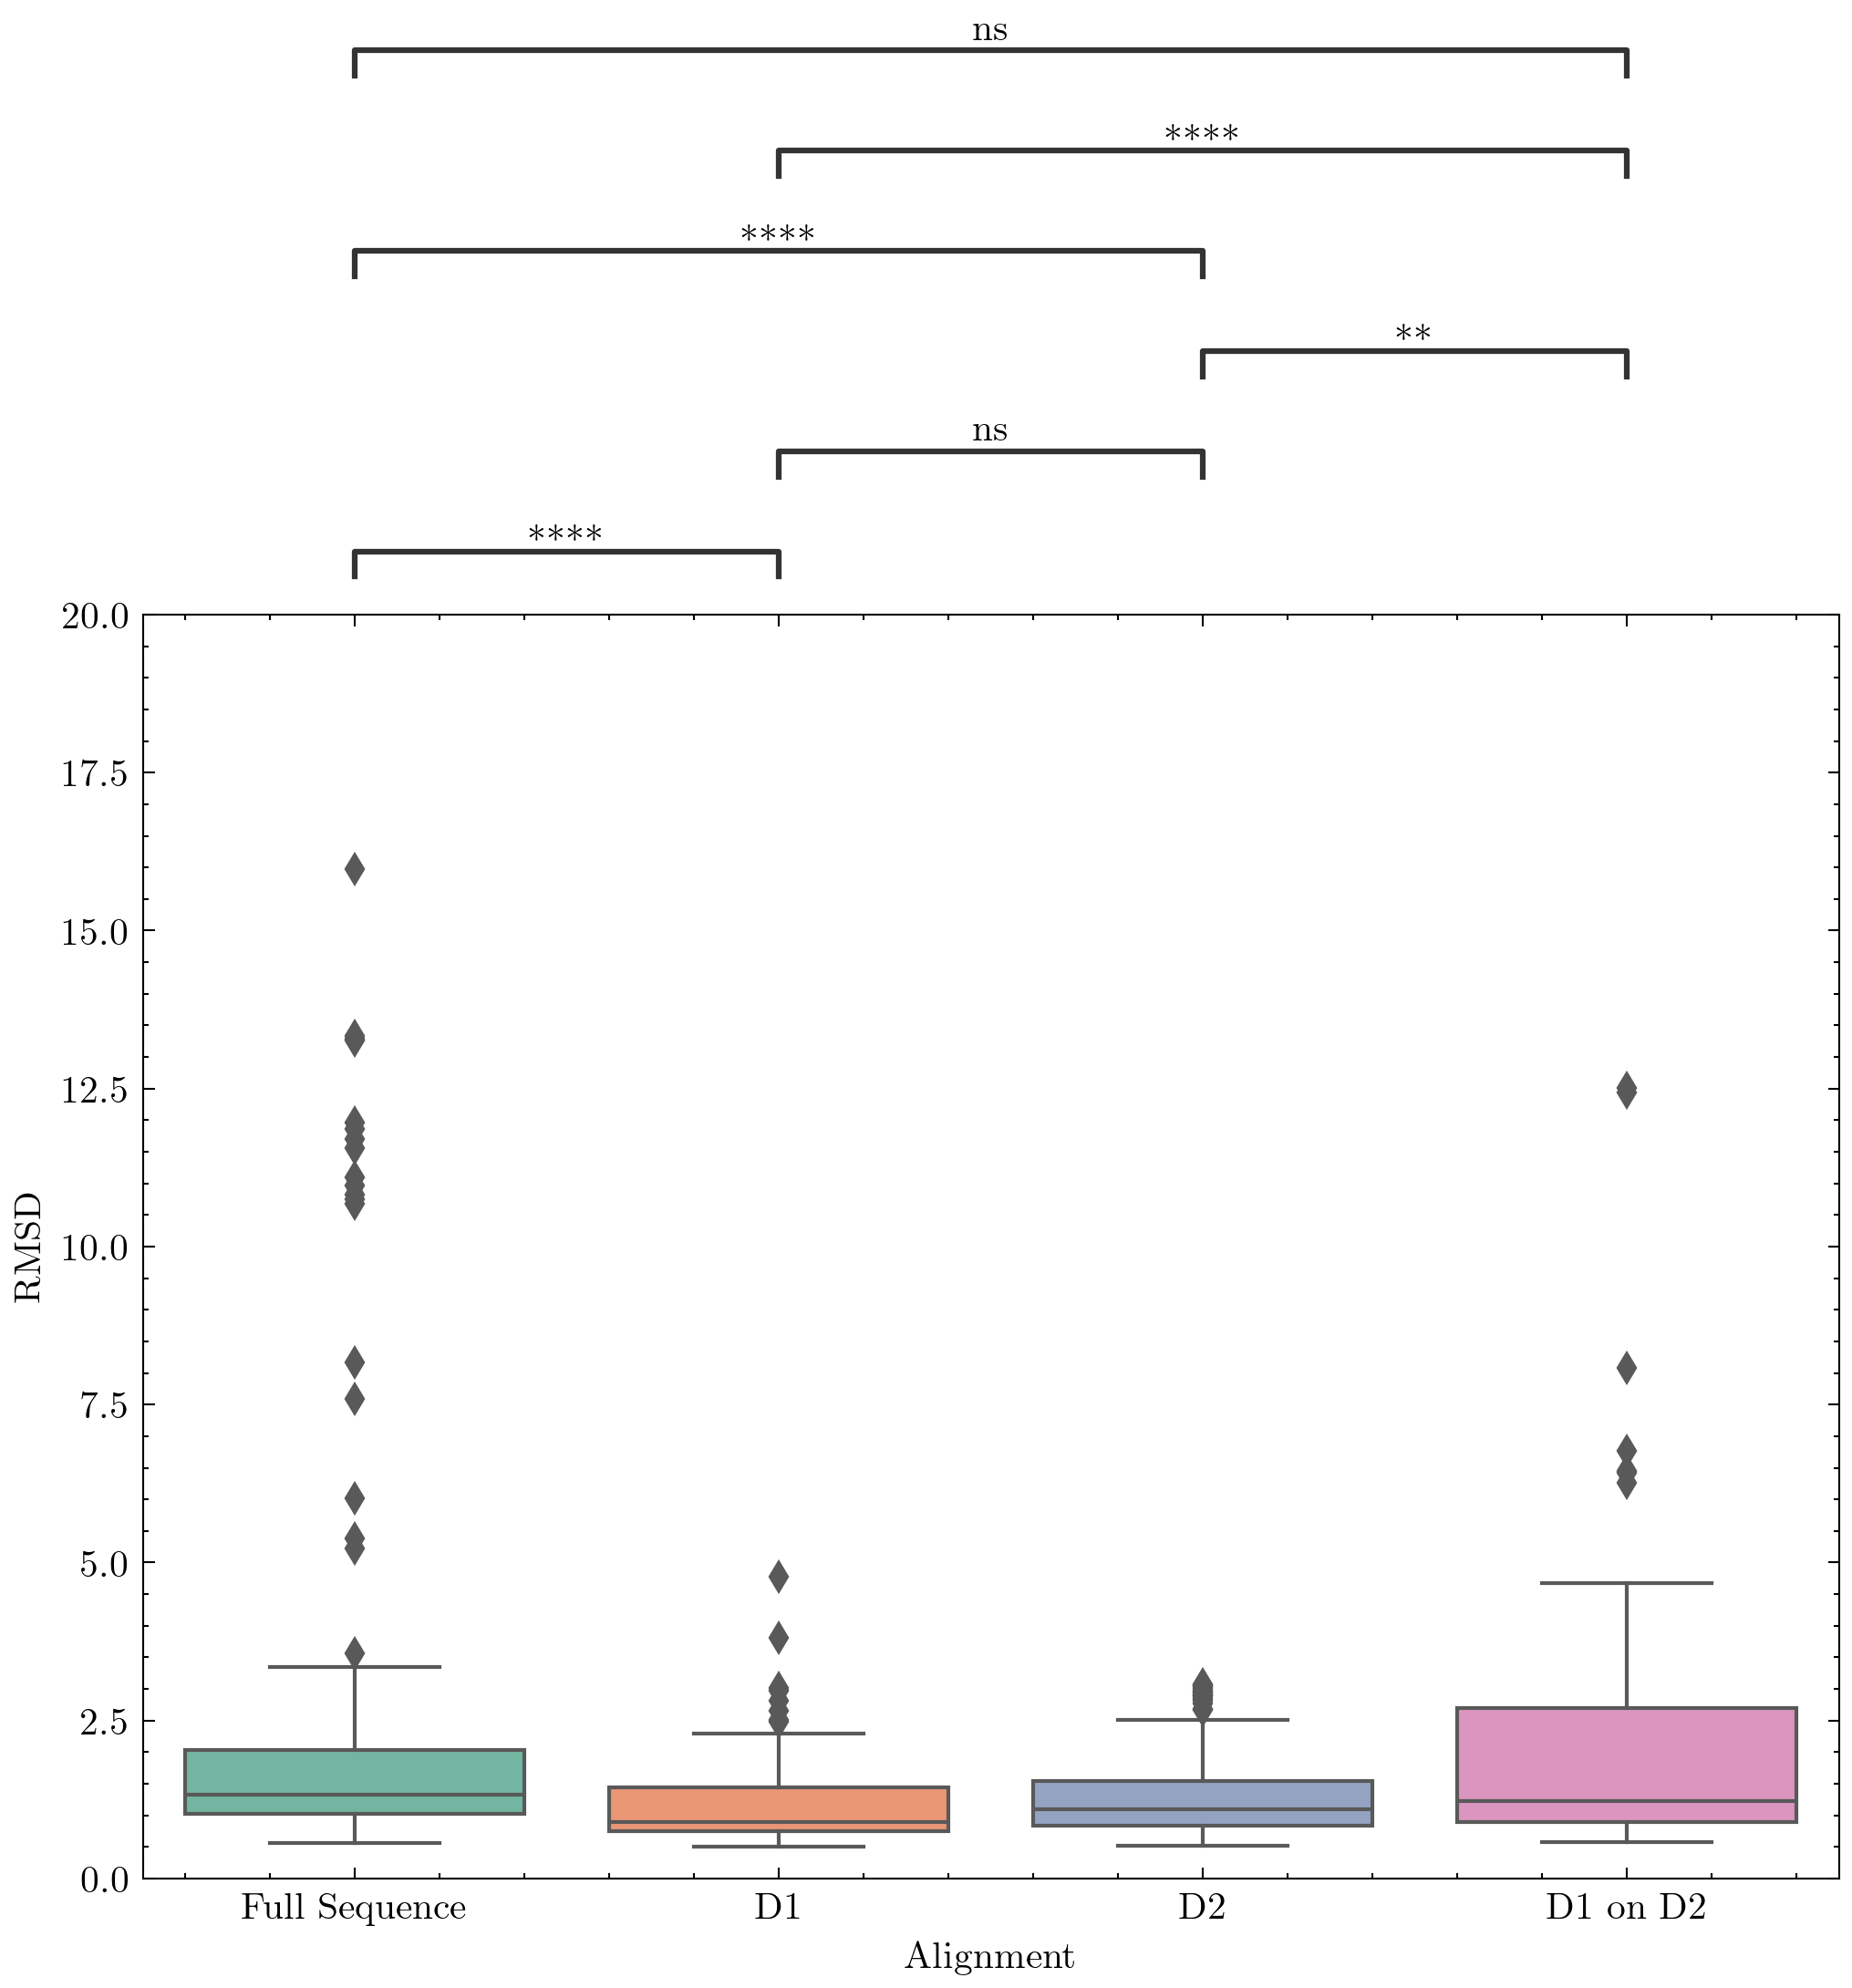 ns
****
****
**
ns
****
20.0
17.5
15.0
12.5
10.0
7.5
5.0
2.5
0.0
RMSD
Full Sequence D1 D2 D1 on D2
Alignment